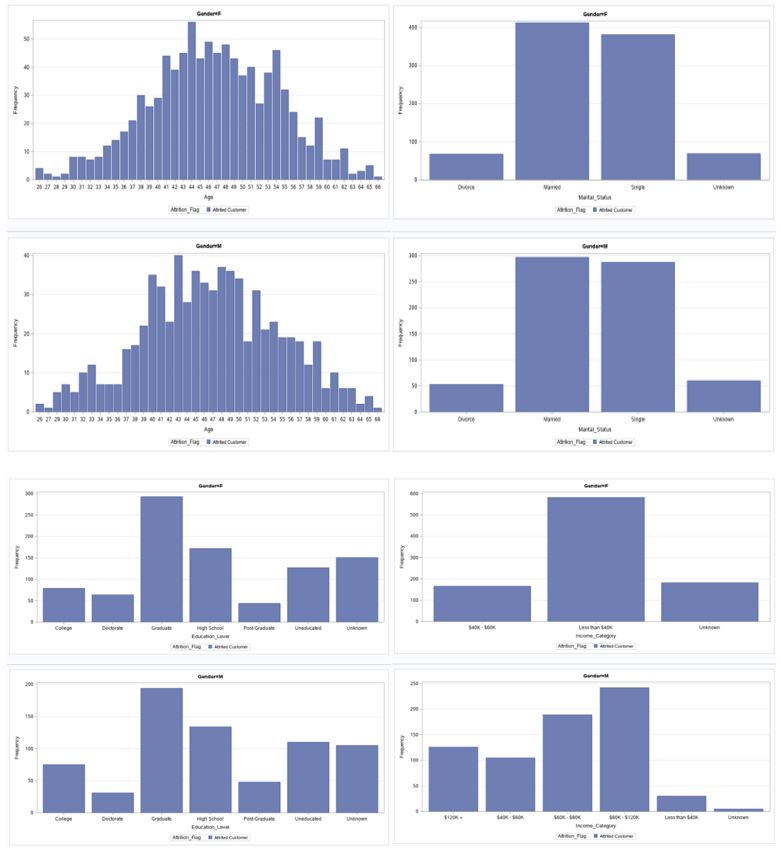 Gender=F
50
40
30
20
10
0
Frequency
26 27 28 29 30 31 32 33 34 35 36 37 38 39 40 41 42 43 44 45 46 47 48 49 50 51 52 53 54 55 56 57 58 59 60 61 62 63 64 65 66
Age
Attrition_Flag Attrited Customer
Gender=F
400
300
200
100
0
Frequency
Divorce Married Single Unknown
Marital_Status
Attrition_Flag Attrited Customer
Gender=M
40
30
20
10
0
Frequency
26 27 28 29 30 31 32 33 34 35 36 37 38 39 40 41 42 43 44 45 46 47 48 49 50 51 52 53 54 55 56 57 58 59 60 61 62 63 64 65 68
Age
Attrition_Flag Attrited Customer
Gender=M
300
250
200
150
100
50
0
Frequency
Divorce Married Single Unknown
Marital_Status
Attrition_Flag Attrited Customer
Gender=F
300
250
200
150
100
50
0
Frequency
College Doctorate Graduate High School Post-Graduate Uneducated Unknown
Education_Level
Attrition_Flag Attrited Customer
Gender=F
600
500
400
300
200
100
0
Frequency
$40K - $60K Less than $40K Unknown
Income_Category
Attrition_Flag Attrited Customer
Gender=M
200
150
100
50
0
Frequency
College Doctorate Graduate High School Post-Graduate Uneducated Unknown
Education_Level
Attrition_Flag Attrited Customer
Gender=M
250
200
150
100
50
0
Frequency
$120K + $40K - $60K $60K - $80K $80K - $120K Less than $40K Unknown
Income_Category
Attrition_Flag Attrited Customer